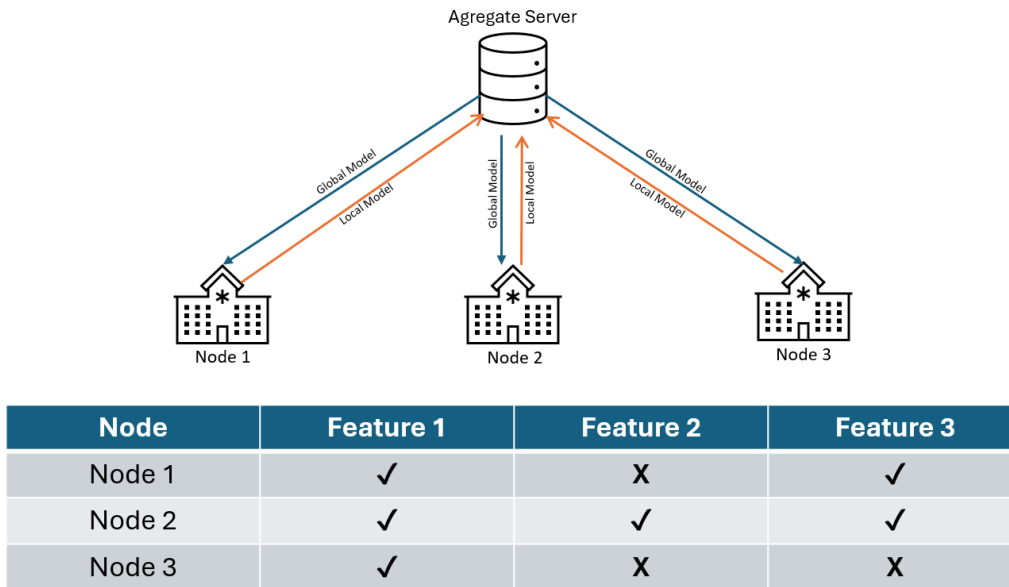 Agregate Server
Global Model
Local Model
Global Model
Local Model
Global Model
Local Model
Node 1
Node 2
Node 3
Node Feature 1 Feature 2 Feature 3
Node 1 ✓ X ✓
Node 2 ✓ ✓ ✓
Node 3 ✓ X X